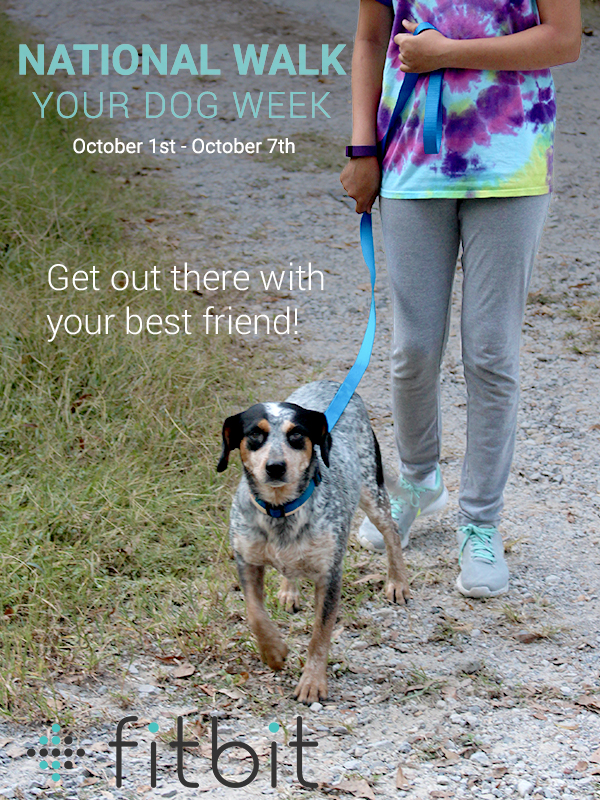 NATIONAL WALK
YOUR DOG WEEK
October 1st - October 7th
Get out there with
your best friend!
fitbit